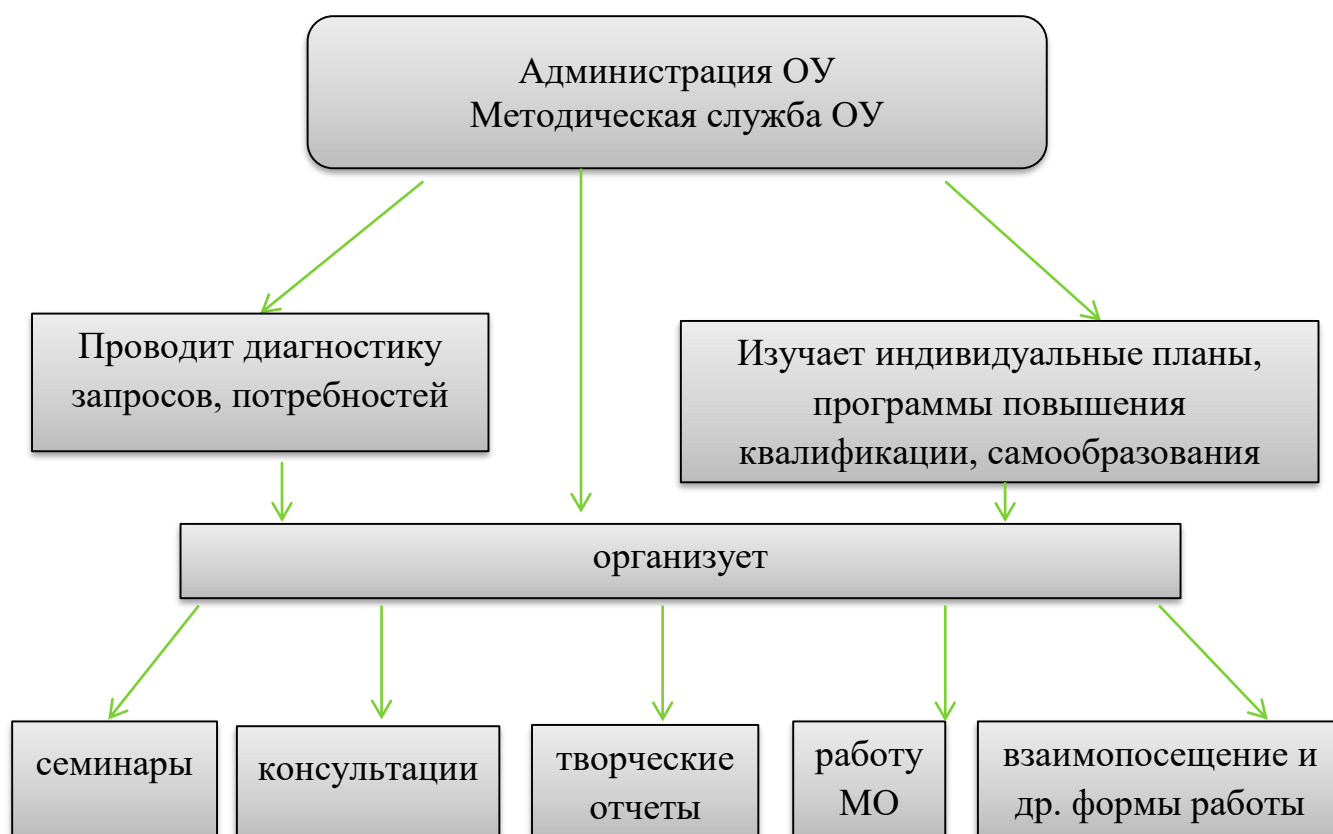 Администрация ОУ
Методическая служба ОУ
Проводит диагностику
запросов, потребностей
Изучает индивидуальные планы,
программы повышения
квалификации, самообразования
организует
семинары
консультации
творческие
отчеты
работу
МО
взаимопосещение и
др. формы работы